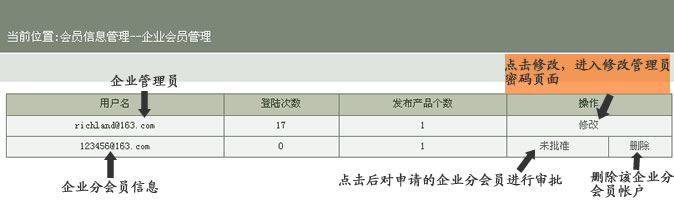 当前位置:会员信息管理--企业会员管理
点击修改，进入修改管理员
密码页面
企业管理员
用户名 登陆次数 发布产品个数 操作
richland@163.com 17 1 修改
123456@163.com 0 1 未批准 删除
企业分会员信息
点击后对申请的企业分会员进行审批
删除该企业分
会员帐户